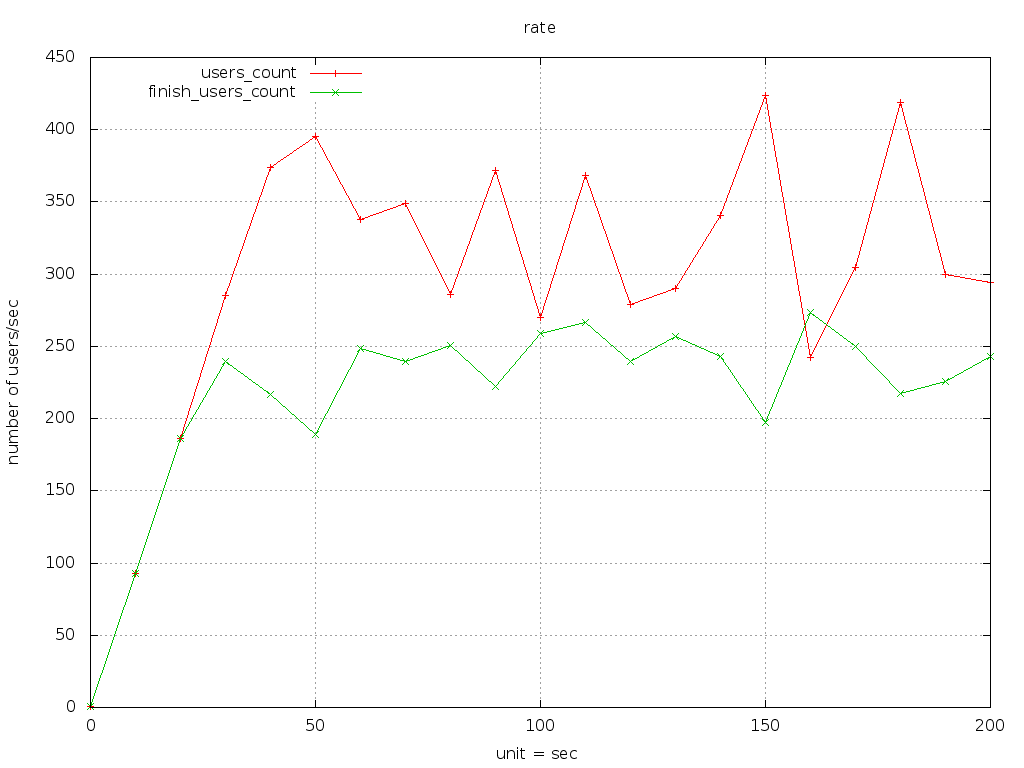 rate
450
400
350
300
250
200
150
100
50
0
users_count
finish_users_count
number of users/sec
0 50 100 150 200
unit = sec